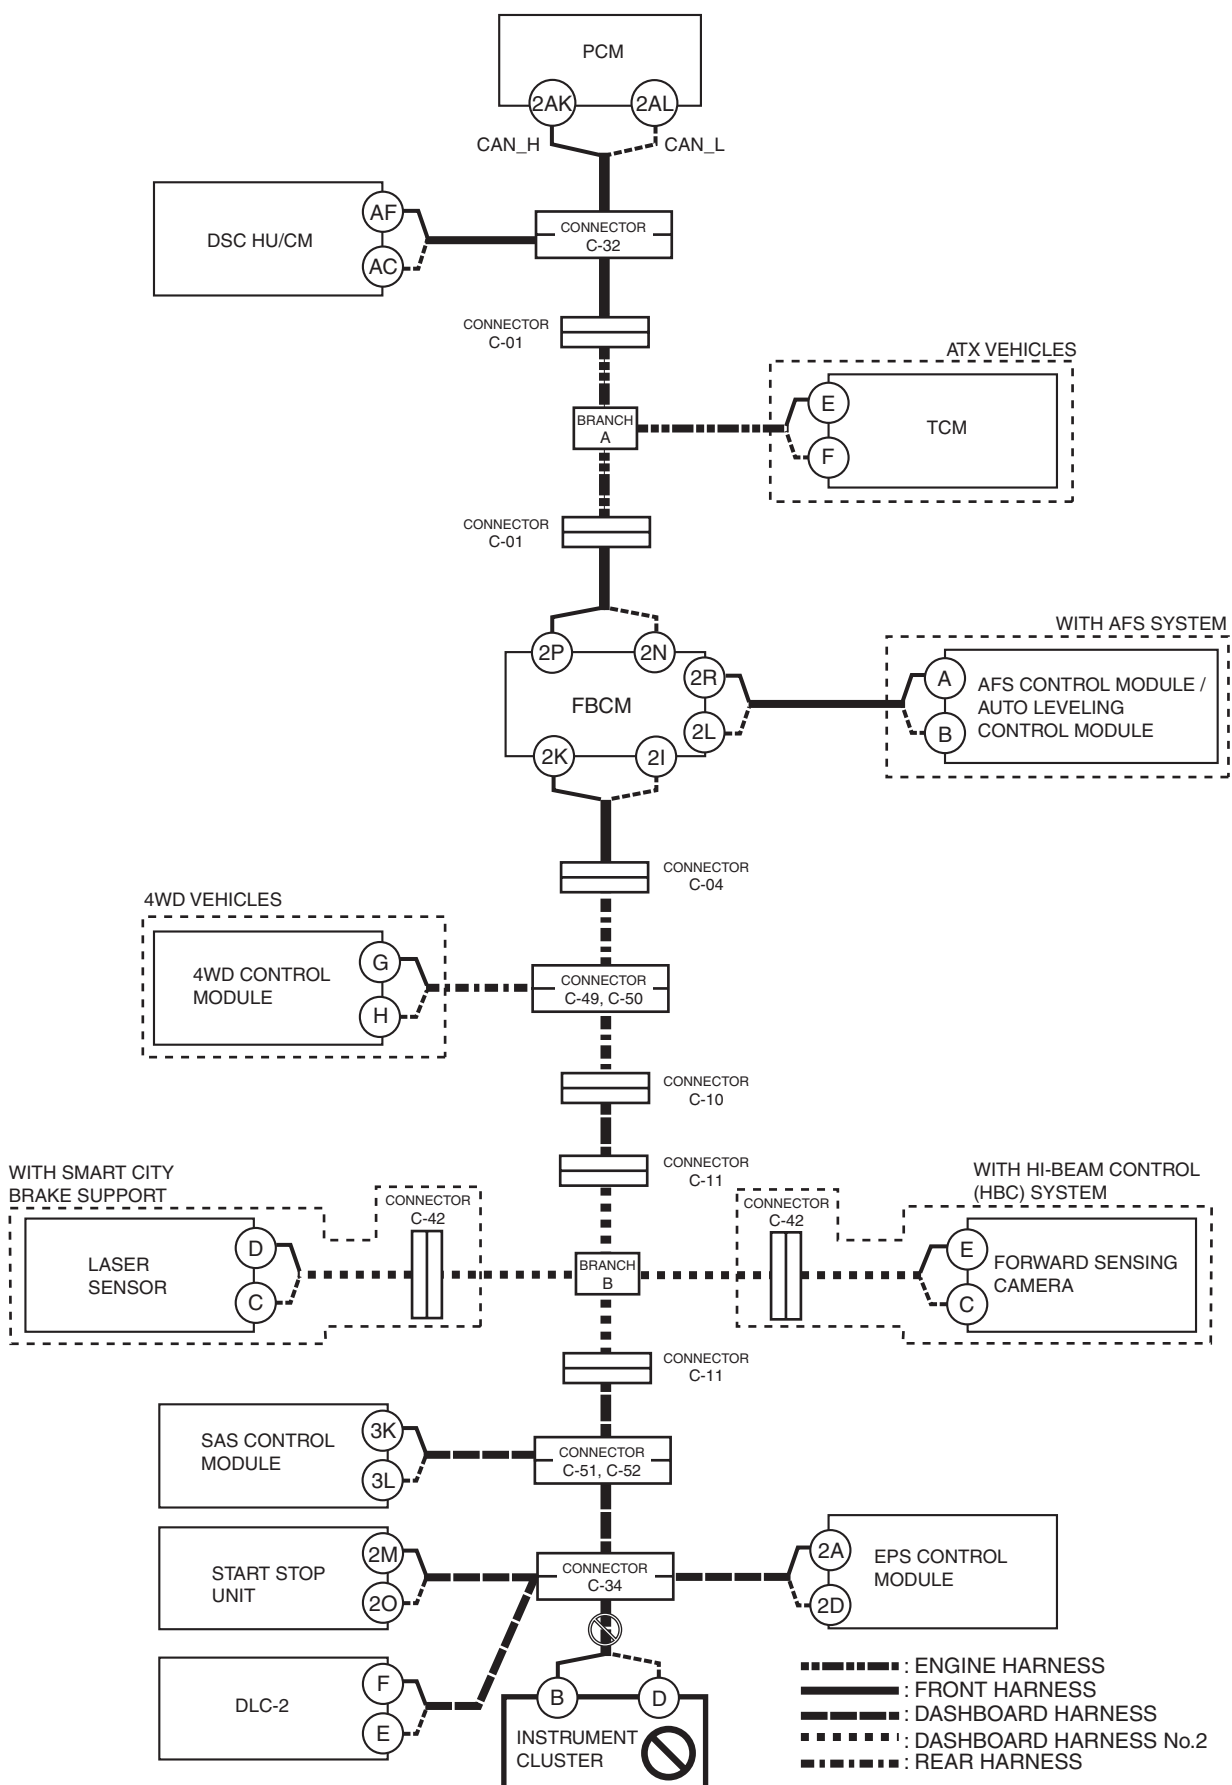 PCM
2AK
2AL
CAN_H
CAN_L
DSC HU/CM
AF
AC
CONNECTOR
C-32
CONNECTOR
C-01
ATX VEHICLES
BRANCH
A
E
F
TCM
CONNECTOR
C-01
2P
2N
2R
2L
FBCM
2K
2I
WITH AFS SYSTEM
A
B
AFS CONTROL MODULE /
AUTO LEVELING
CONTROL MODULE
CONNECTOR
C-04
4WD VEHICLES
4WD CONTROL
MODULE
G
H
CONNECTOR
C-49, C-50
CONNECTOR
C-10
CONNECTOR
C-11
WITH SMART CITY
BRAKE SUPPORT
CONNECTOR
C-42
LASER
SENSOR
D
C
BRANCH
B
CONNECTOR
C-42
WITH HI-BEAM CONTROL
(HBC) SYSTEM
E
C
FORWARD SENSING
CAMERA
CONNECTOR
C-11
SAS CONTROL
MODULE
3K
3L
CONNECTOR
C-51, C-52
START STOP
UNIT
2M
2O
CONNECTOR
C-34
2A
2D
EPS CONTROL
MODULE
DLC-2
F
E
B
D
INSTRUMENT
CLUSTER
: ENGINE HARNESS
: FRONT HARNESS
: DASHBOARD HARNESS
: DASHBOARD HARNESS No.2
: REAR HARNESS